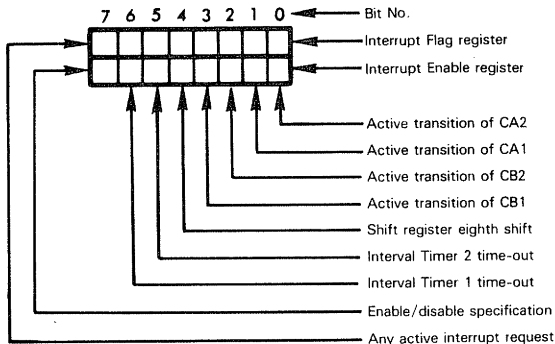 7 6 5 4 3 2 1 0 Bit No.
Interrupt Flag register
Interrupt Enable register
Active transition of CA2
Active transition of CA1
Active transition of CB2
Active transition of CB1
Shift register eighth shift
Interval Timer 2 time-out
Interval Timer 1 time-out
Enable/disable specification
Any active interrupt request